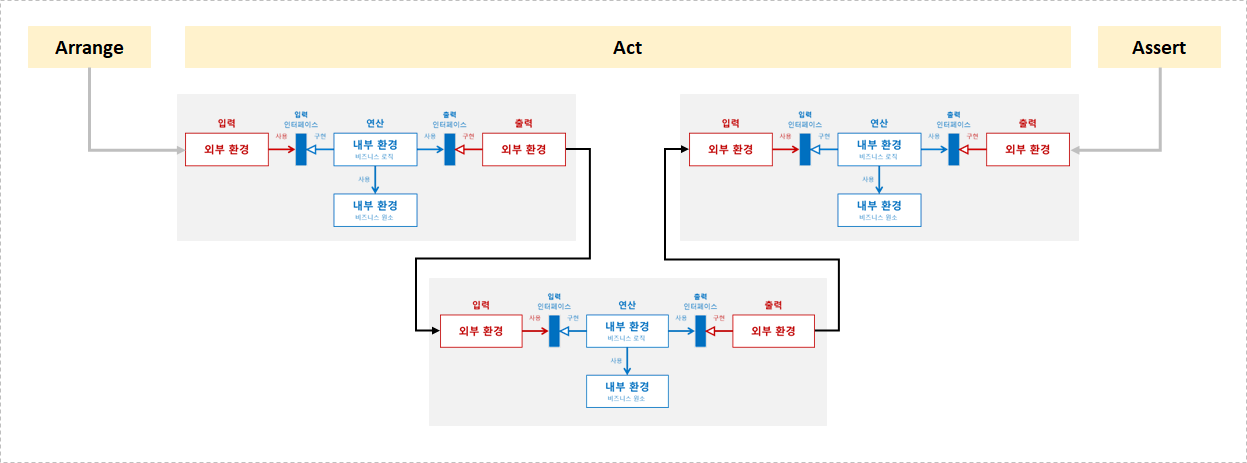 Arrange
Act
Assert
입력
입력
인터페이스
연산
출력
인터페이스
출력
외부 환경
사용
구현
내부 환경
비즈니스 로직
사용
구현
외부 환경
사용
내부 환경
비즈니스 원소
입력
입력
인터페이스
연산
출력
인터페이스
출력
외부 환경
사용
구현
내부 환경
비즈니스 로직
사용
구현
외부 환경
사용
내부 환경
비즈니스 원소
입력
입력
인터페이스
연산
출력
인터페이스
출력
외부 환경
사용
구현
내부 환경
비즈니스 로직
사용
구현
외부 환경
사용
내부 환경
비즈니스 원소